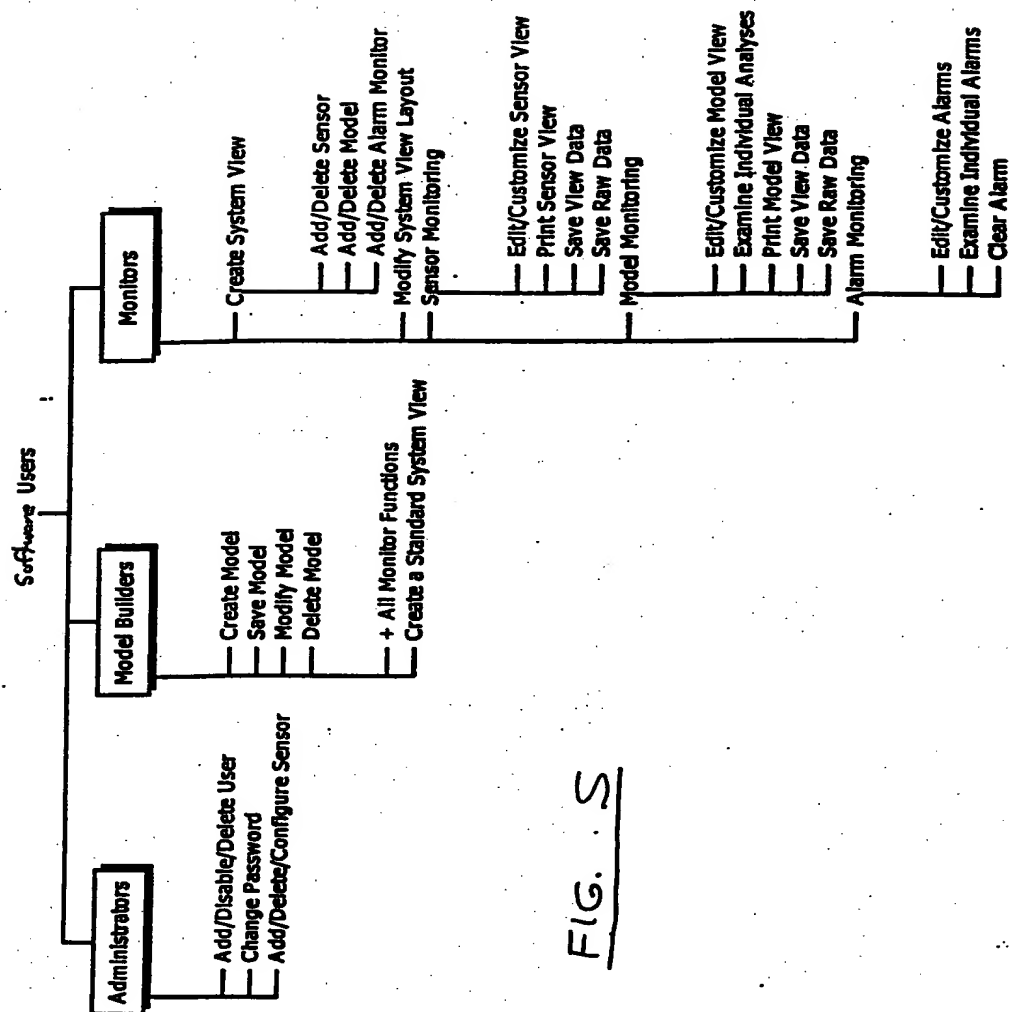 Software Users
Administrators
Add/Disable/Delete User
Change Password
Add/Delete/Configure Sensor
Model Builders
Create Model
Save Model
Modify Model
Delete Model
+ All Monitor Functions
Create a Standard System View
Monitors
Create System View
Add/Delete Sensor
Add/Delete Model
Add/Delete Alarm Monitor
Modify System View Layout
Sensor Monitoring
Edit/Customize Sensor View
Print Sensor View
Save View Data
Save Raw Data
Model Monitoring
Edit/Customize Model View
Examine Individual Analyses
Print Model View
Save View Data
Save Raw Data
Alarm Monitoring
Edit/Customize Alarms
Examine Individual Alarms
Clear Alarm
FIG. 5